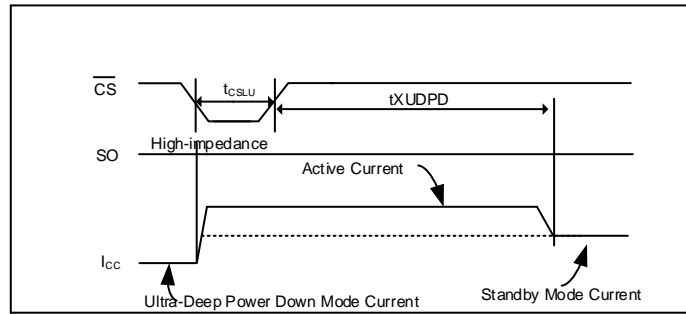 CS
tCSLU
tXUDPD
High-impedance
SO
Active Current
ICC
Ultra-Deep Power Down Mode Current
Standby Mode Current